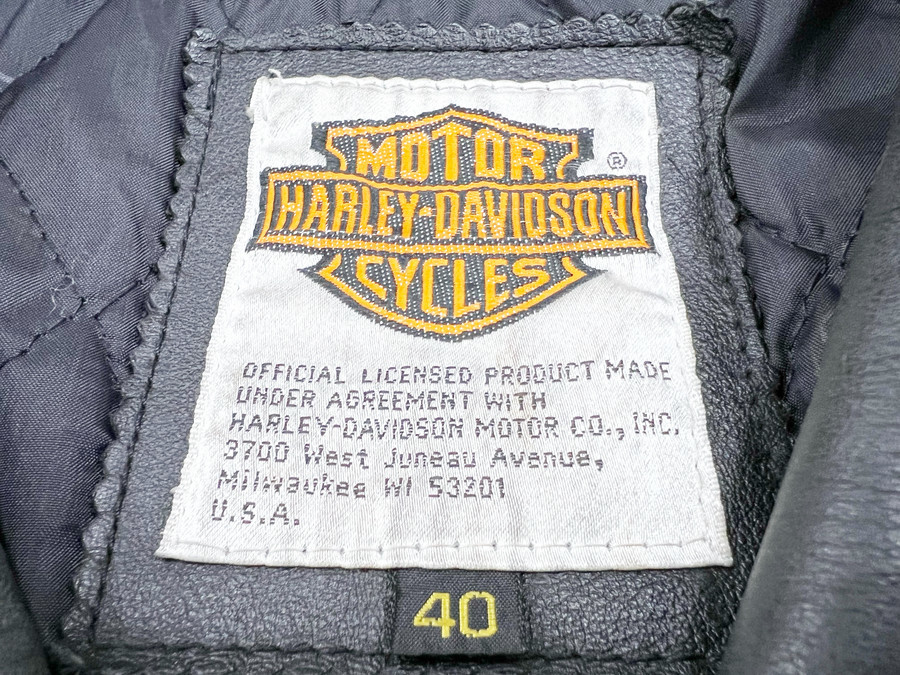 MOTOR
®
HARLEY-DAVIDSON
CYCLES
OFFICIAL LICENSED PRODUCT MADE
UNDER AGREEMENT WITH
HARLEY-DAVIDSON MOTOR CO., INC.
3700 West Juneau Avenue,
Milwaukee WI 53201
U.S.A.
40